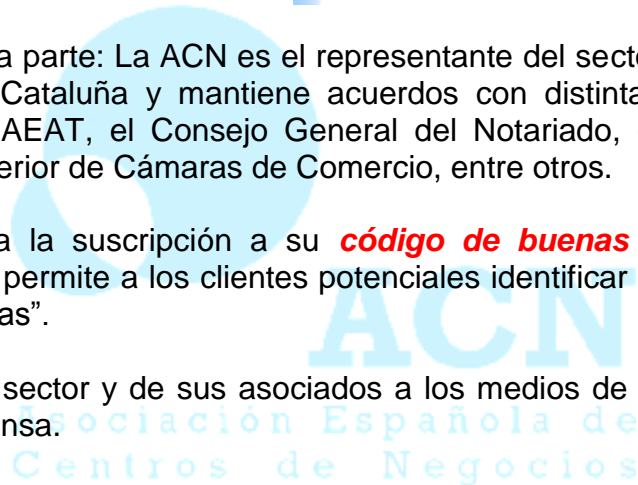 a parte: La ACN es el representante del secto
Cataluña y mantiene acuerdos con distinta
AEAT, el Consejo General del Notariado,
erior de Cámaras de Comercio, entre otros.
a la suscripción a su código de buenas
permite a los clientes potenciales identificar
as”.
ACN
sector y de sus asociados a los medios de
nsa.
Asociación Española de
Centros de Negocios